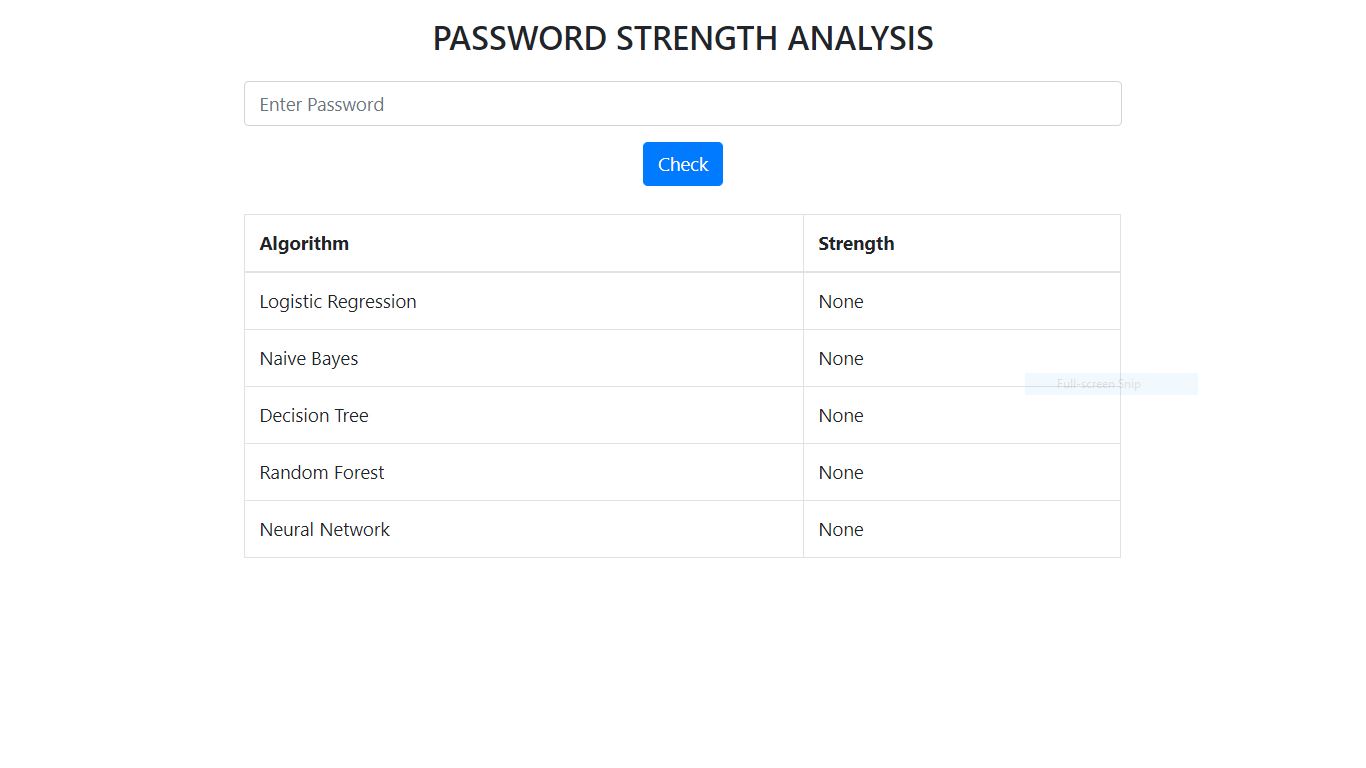 PASSWORD STRENGTH ANALYSIS
Enter Password
Check
Algorithm Strength
Logistic Regression None
Naive Bayes None
Full-screen Snip
Decision Tree None
Random Forest None
Neural Network None